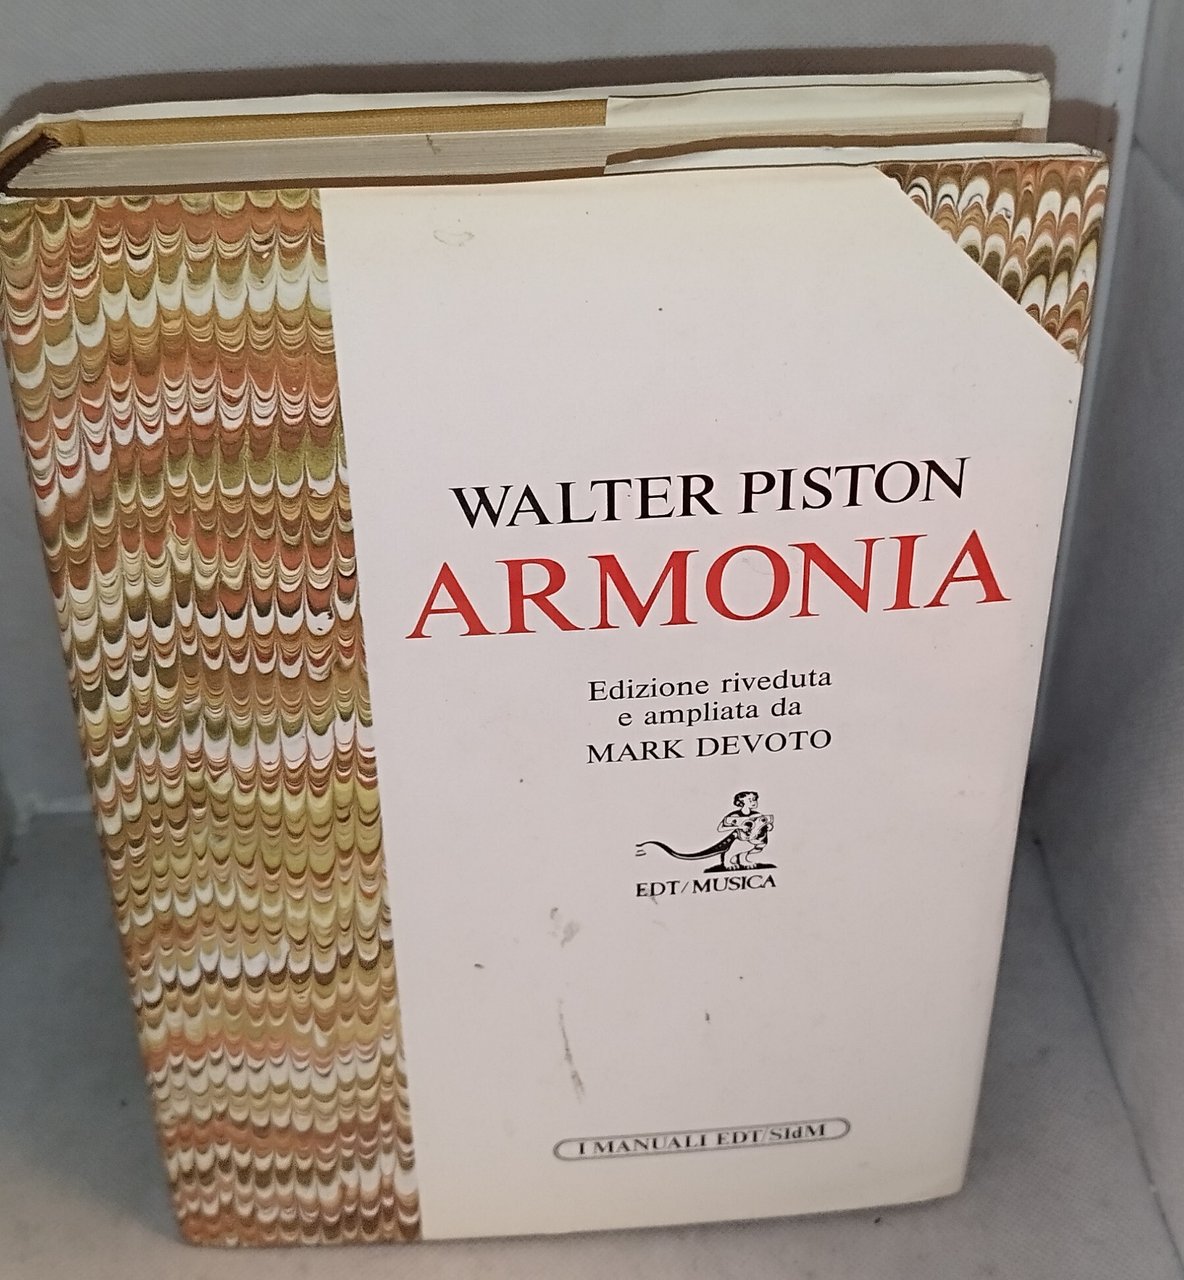 WALTER PISTON
ARMONIA
Edizione riveduta
e ampliata da
MARK DEVOTO
EDT/MUSICA
I MANUALI EDT/SIdM